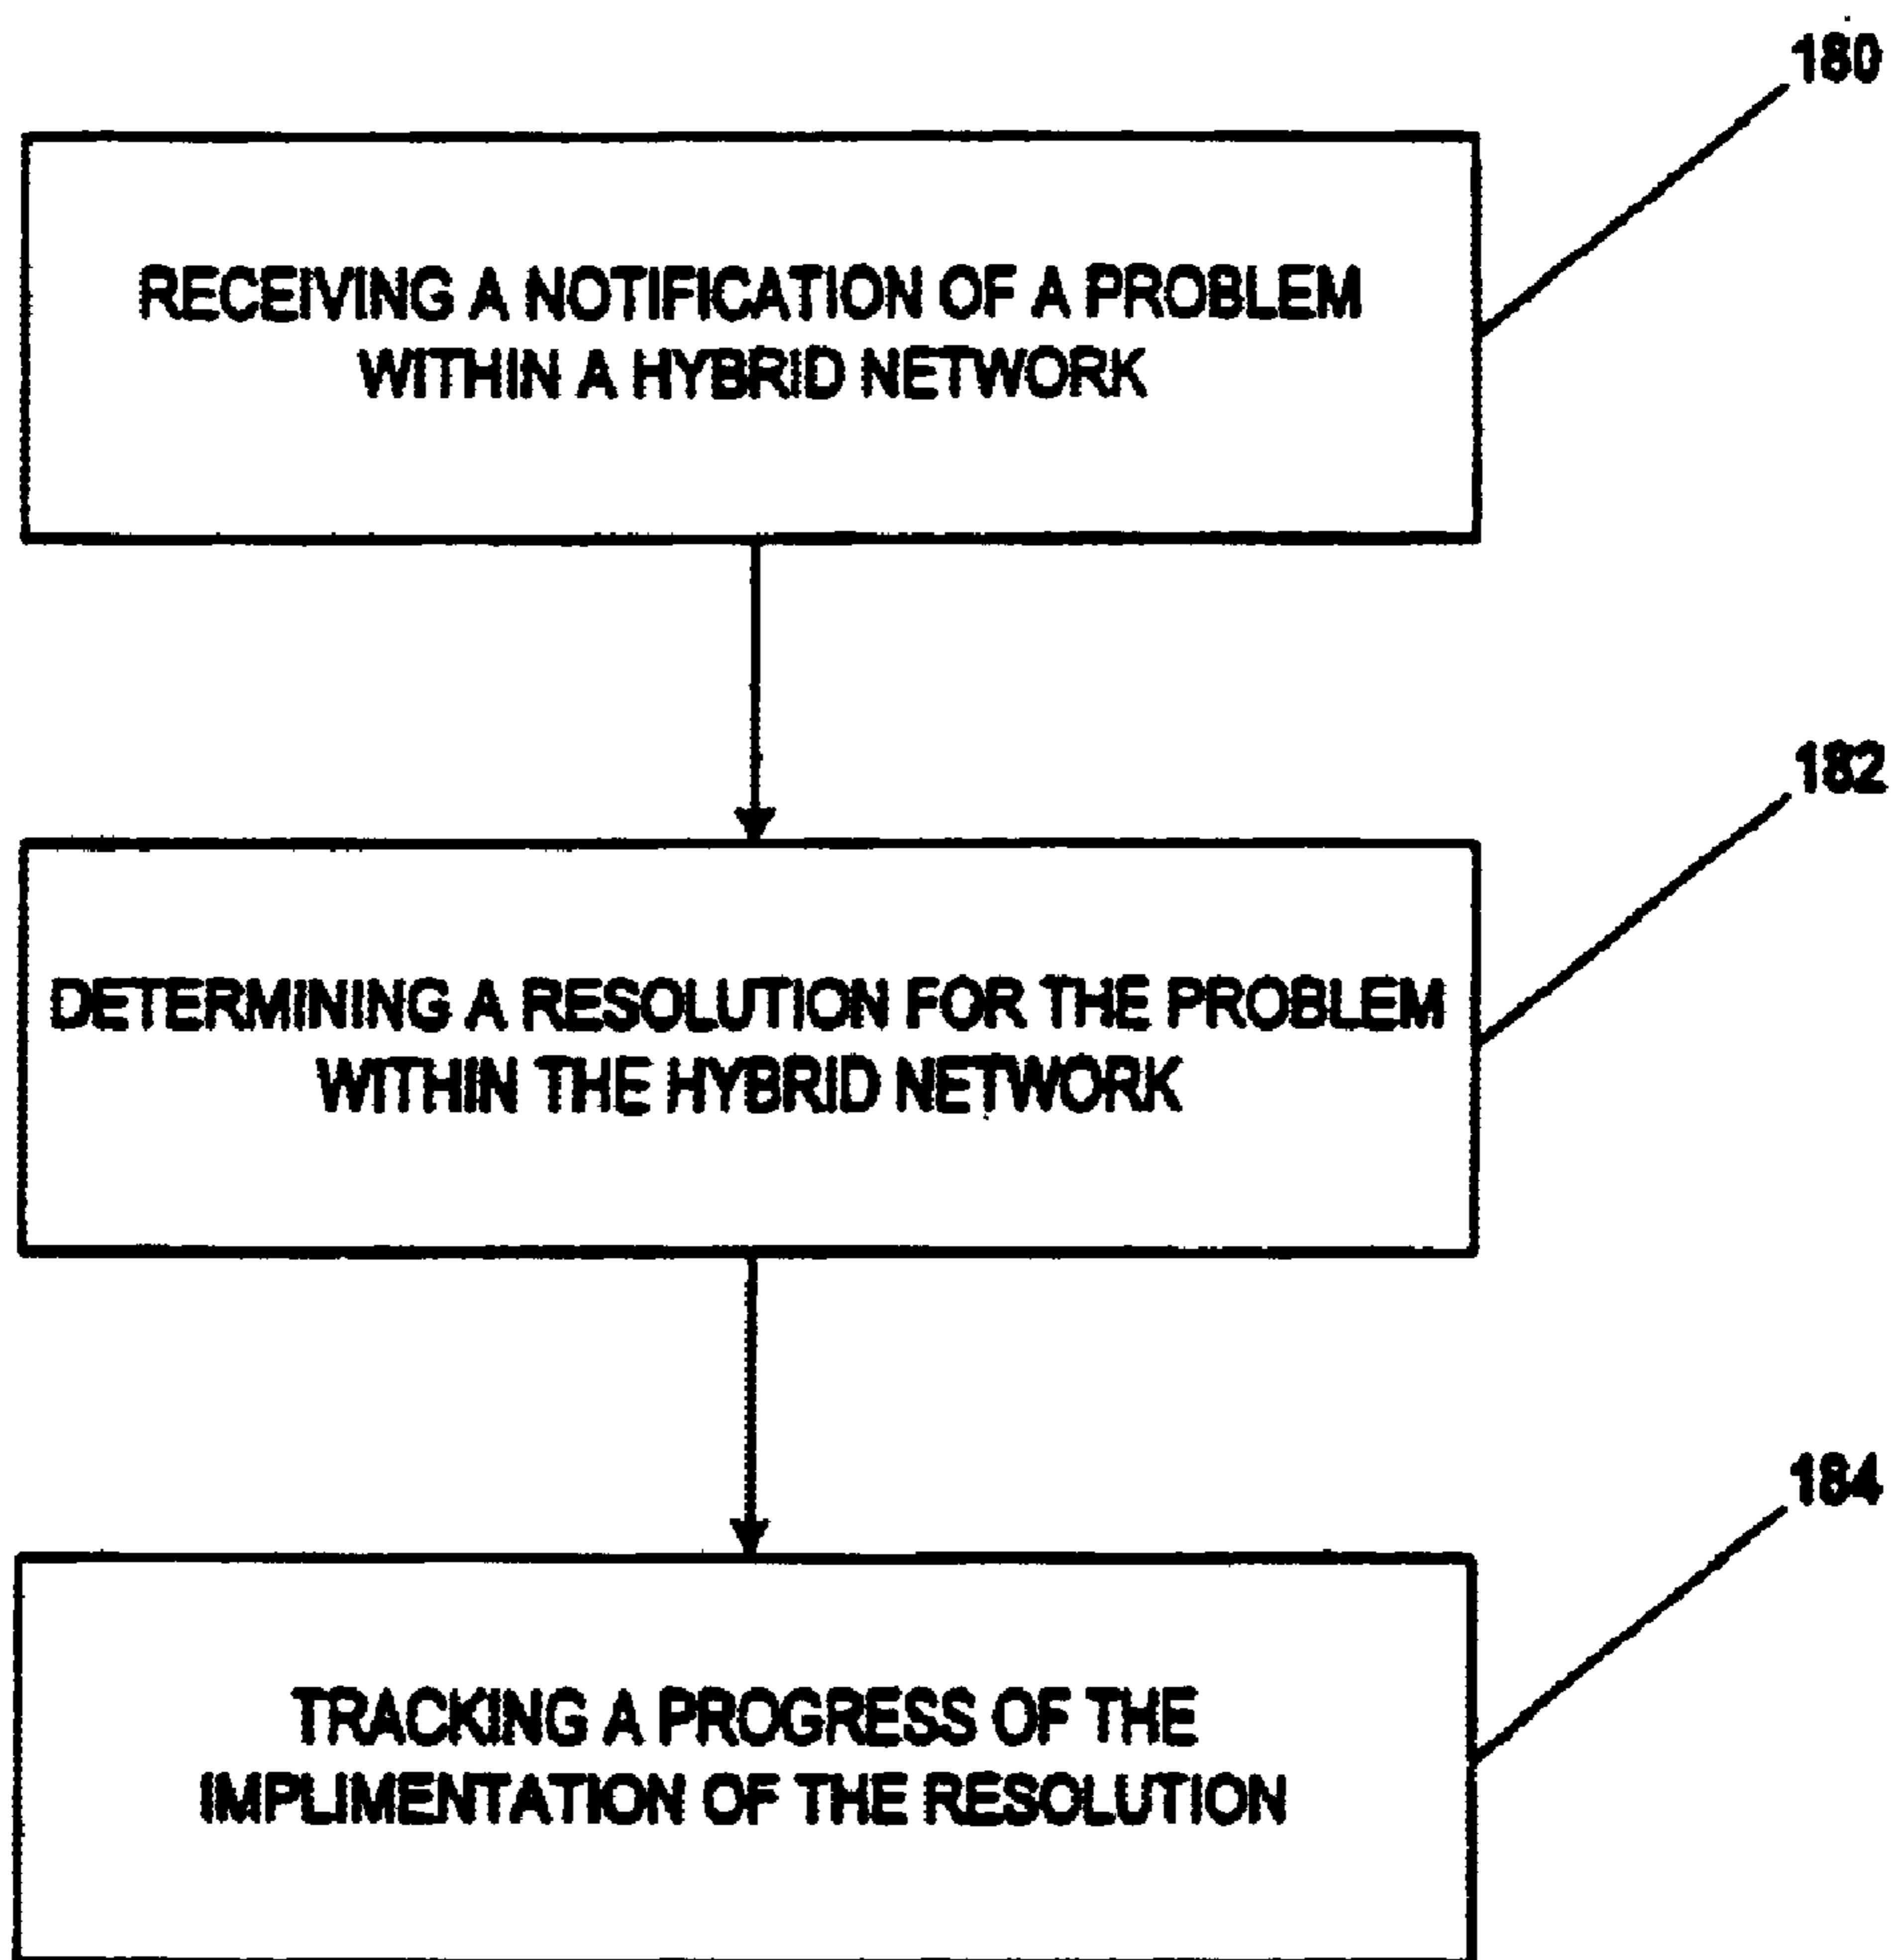 180
RECEIVING A NOTIFICATION OF A PROBLEM
WITHIN A HYBRID NETWORK
182
DETERMINING A RESOLUTION FOR THE PROBLEM
WITHIN THE HYBRID NETWORK
184
TRACKING A PROGRESS OF THE
IMPLIMENTATION OF THE RESOLUTION